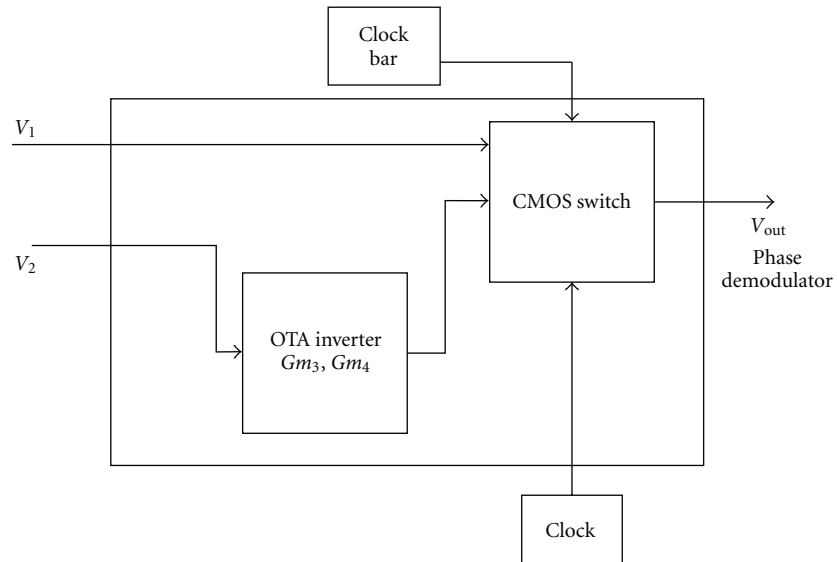 Clock
bar
V1
CMOS switch
Vout
Phase
demodulator
V2
OTA inverter
Gm3, Gm4
Clock